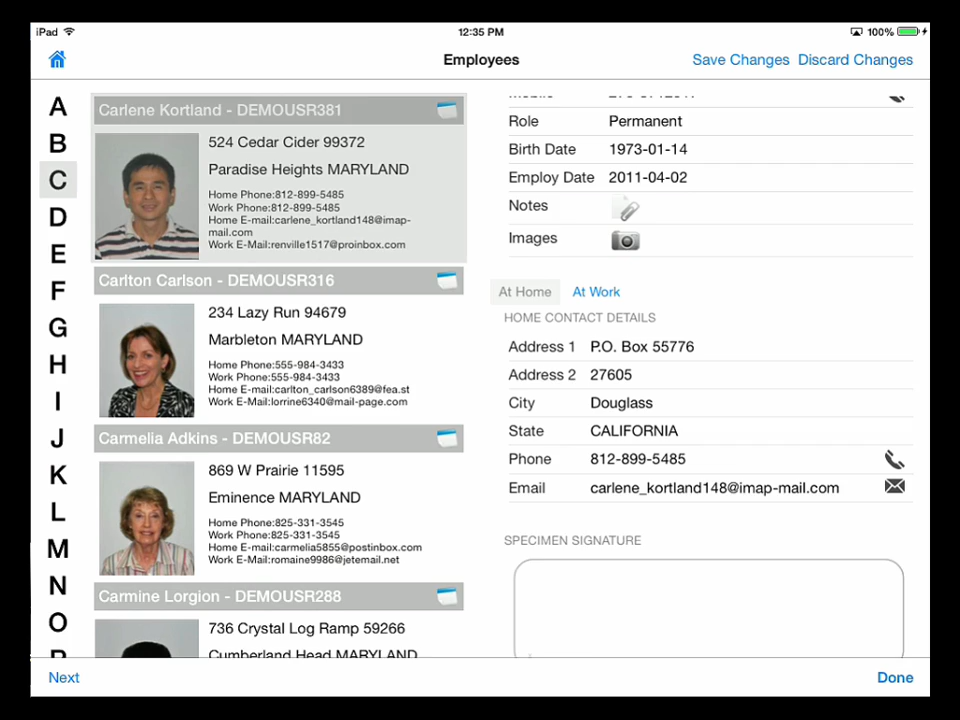 iPad 12:35 PM 100%
Employees Save Changes Discard Changes
A
B
C
D
E
F
G
H
I
J
K
L
M
N
O
Carlene Kortland - DEMOUSR381
524 Cedar Cider 99372
Paradise Heights MARYLAND
Home Phone:812-899-5485
Work Phone:812-899-5485
Home E-mail:carlene_kortland148@imap-
mail.com
Work E-Mail:renville1517@proinbox.com
Carlton Carlson - DEMOUSR316
234 Lazy Run 94679
Marbleton MARYLAND
Home Phone:555-984-3433
Work Phone:555-984-3433
Home E-mail:carlton_carlson6389@fea.st
Work E-Mail:lorrine6340@mail-page.com
Carmelia Adkins - DEMOUSR82
869 W Prairie 11595
Eminence MARYLAND
Home Phone:825-331-3545
Work Phone:825-331-3545
Home E-mail:carmelia5855@postinbox.com
Work E-Mail:romaine9986@jetemail.net
Carmine Lorgion - DEMOUSR288
736 Crystal Log Ramp 59266
Cumberland Head MARYLAND
Role Permanent
Birth Date 1973-01-14
Employ Date 2011-04-02
Notes
Images
At Home At Work
HOME CONTACT DETAILS
Address 1 P.O. Box 55776
Address 2 27605
City Douglass
State CALIFORNIA
Phone 812-899-5485
Email carlene_kortland148@imap-mail.com
SPECIMEN SIGNATURE
Next Done